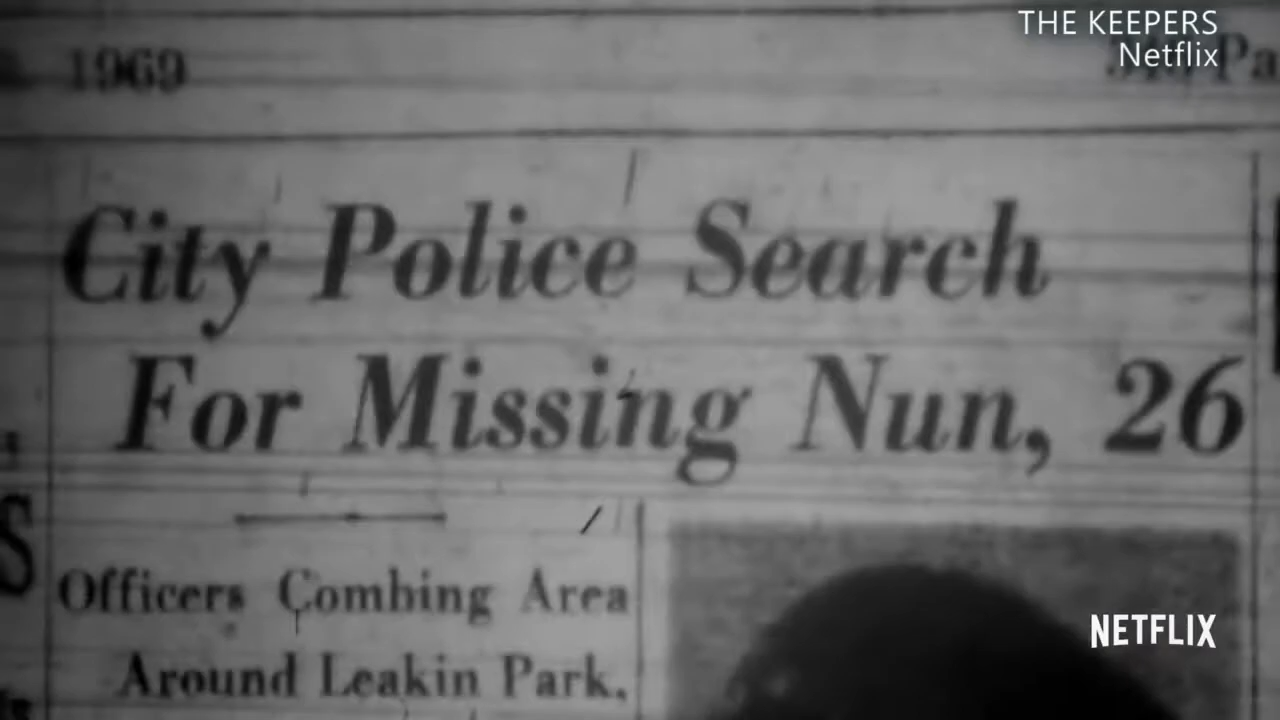 THE KEEPERS
Netflix
1969
City Police Search
For Missing Nun, 26
Officers Combing Area
Around Leakin Park,
NETFLIX